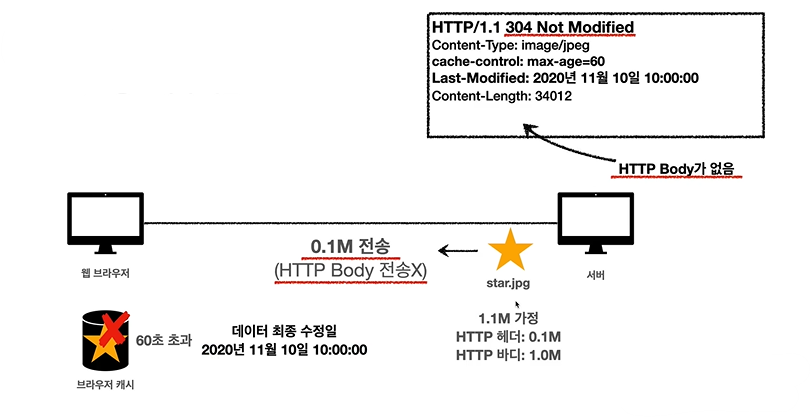 HTTP/1.1 304 Not Modified
Content-Type: image/jpeg
cache-control: max-age=60
Last-Modified: 2020년 11월 10일 10:00:00
Content-Length: 34012
HTTP Body가 없음
0.1M 전송
(HTTP Body 전송X)
star.jpg
웹 브라우저
서버
1.1M 가정
HTTP 헤더: 0.1M
HTTP 바디: 1.0M
60초 초과
데이터 최종 수정일
2020년 11월 10일 10:00:00
브라우저 캐시